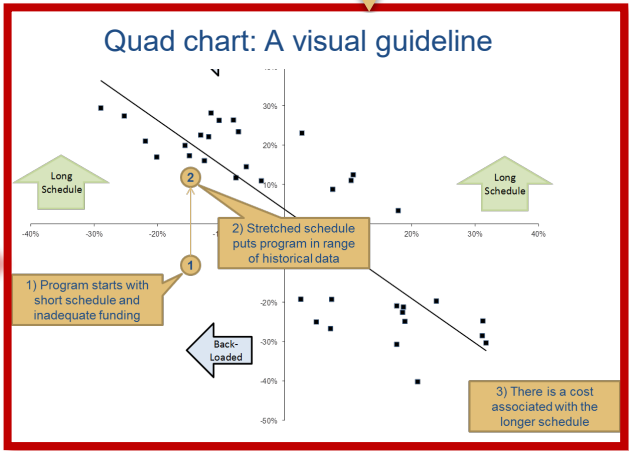 Quad chart: A visual guideline
30%
20%
10%
-40%
-30%
-20%
20%
30%
40%
-20%
-30%
-40%
-50%
Long
Schedule
Long
Schedule
2
1
2) Stretched schedule
puts program in range
of historical data
1) Program starts with
short schedule and
inadequate funding
Back-
Loaded
3) There is a cost
associated with the
longer schedule